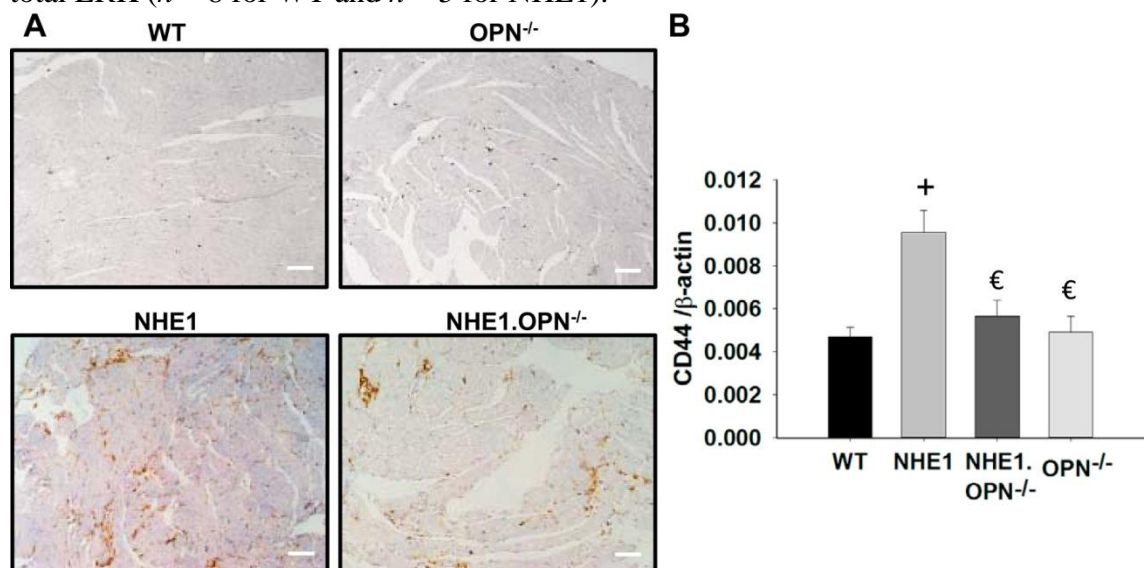 total ERK (n = 8 for WT and n = 5 for NHE1).
A
WT
OPN-/-
NHE1
NHE1.OPN-/-
B
CD44 /β-actin
0.012
0.010
0.008
0.006
0.004
0.002
0.000
+
€
€
WT
NHE1
NHE1.
OPN-/-
OPN-/-